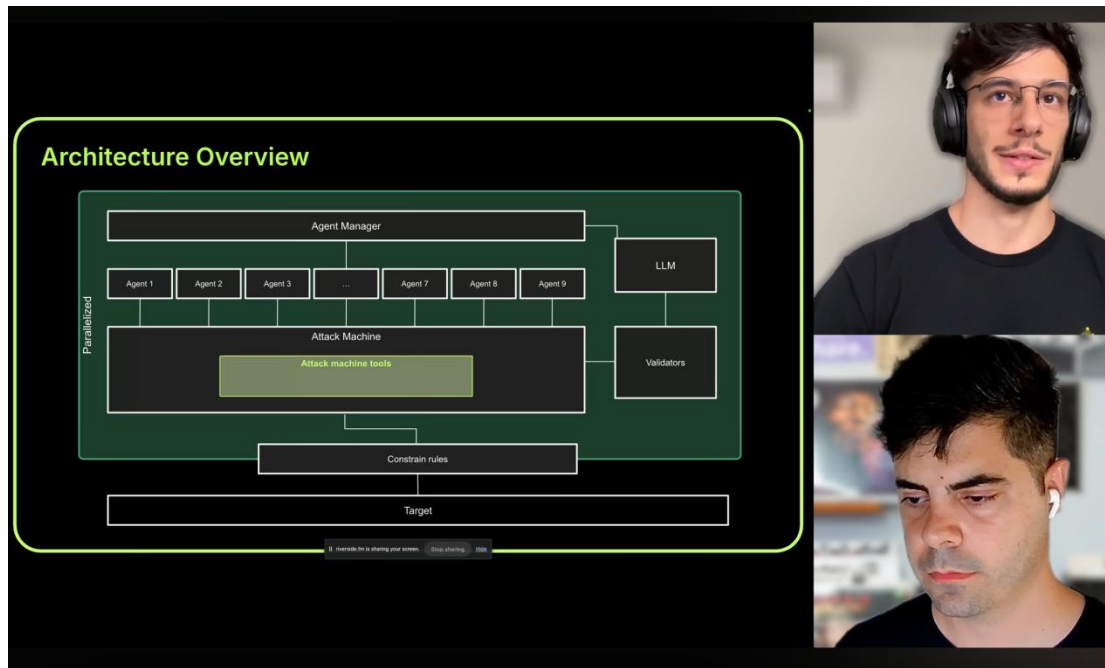 Architecture Overview
Parallelized
Agent Manager
LLM
Agent 1
Agent 2
Agent 3
...
Agent 7
Agent 8
Agent 9
Attack Machine
Attack machine tools
Validators
Constrain rules
Target
riverside.fm is sharing your screen. Stop sharing Hide